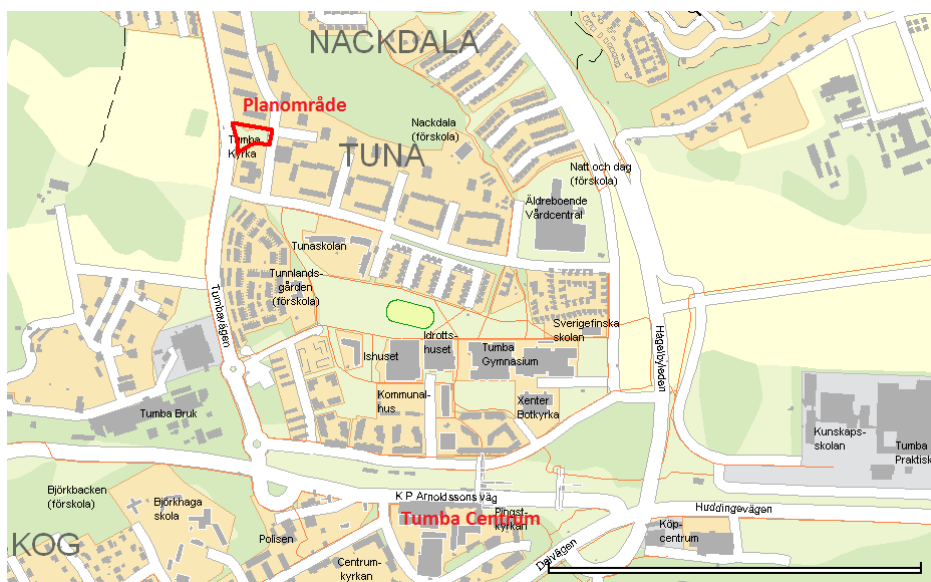 NACKDALA
Planområde
Tumba
Kyrka
TUNA
Nackdala
(förskola)
Natt och dag
(förskola)
Äldreboende
Vårdcentral
Tunaskolan
Tunnlands-
gården
(förskola)
Tumbavägen
Idrotts-
huset
Ishuset
Tumba
Gymnasium
Sverigefinska
skolan
Hågelbyleden
Kommunal-
hus
Xenter
Botkyrka
Tumba Bruk
Kunskaps-
skolan
Tumba
Praktisk
Björkbacken
(förskola)
Björkhaga
skola
K P Arnoldssons väg
Huddingevägen
Tumba Centrum
Pingst-
kyrkan
Polisen
Köp-
centrum
KOG
Centrum-
kyrkan
Dalvägen